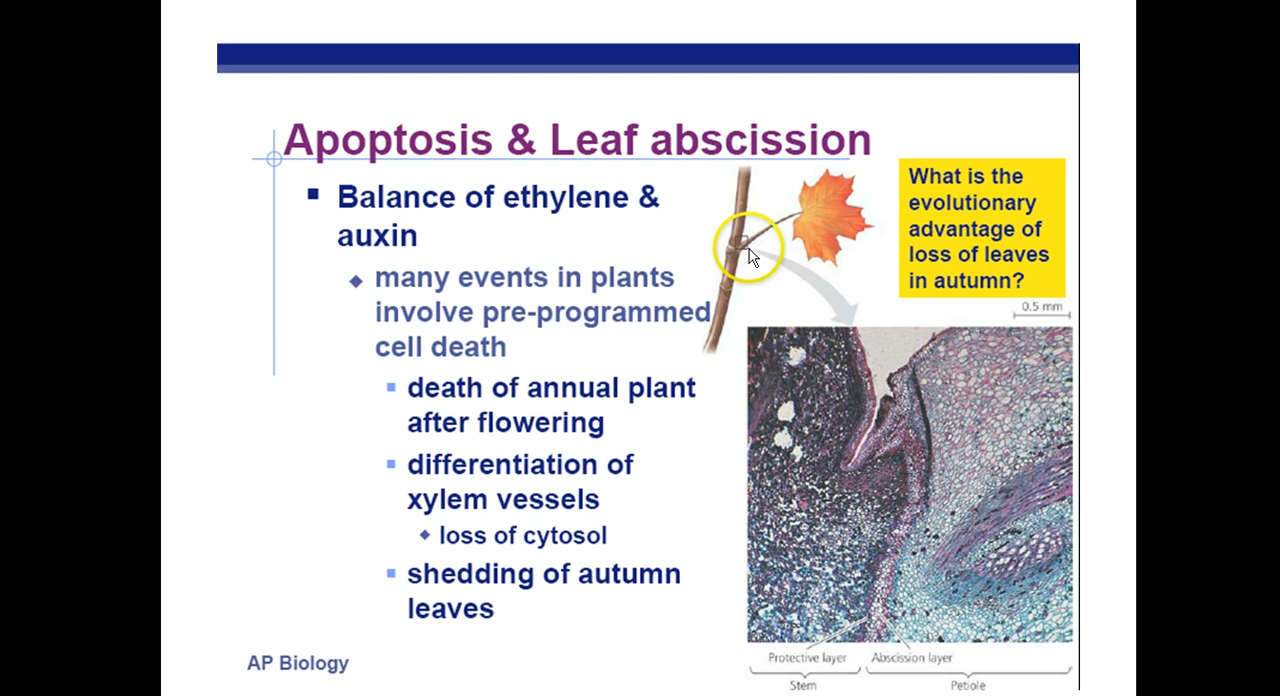 Apoptosis & Leaf abscission
Balance of ethylene &
auxin
many events in plants
involve pre-programmed
cell death
death of annual plant
after flowering
differentiation of
xylem vessels
loss of cytosol
shedding of autumn
leaves
What is the
evolutionary
advantage of
loss of leaves
in autumn?
0.5 mm
Protective layer
Abscission layer
Stem
Petiole
AP Biology